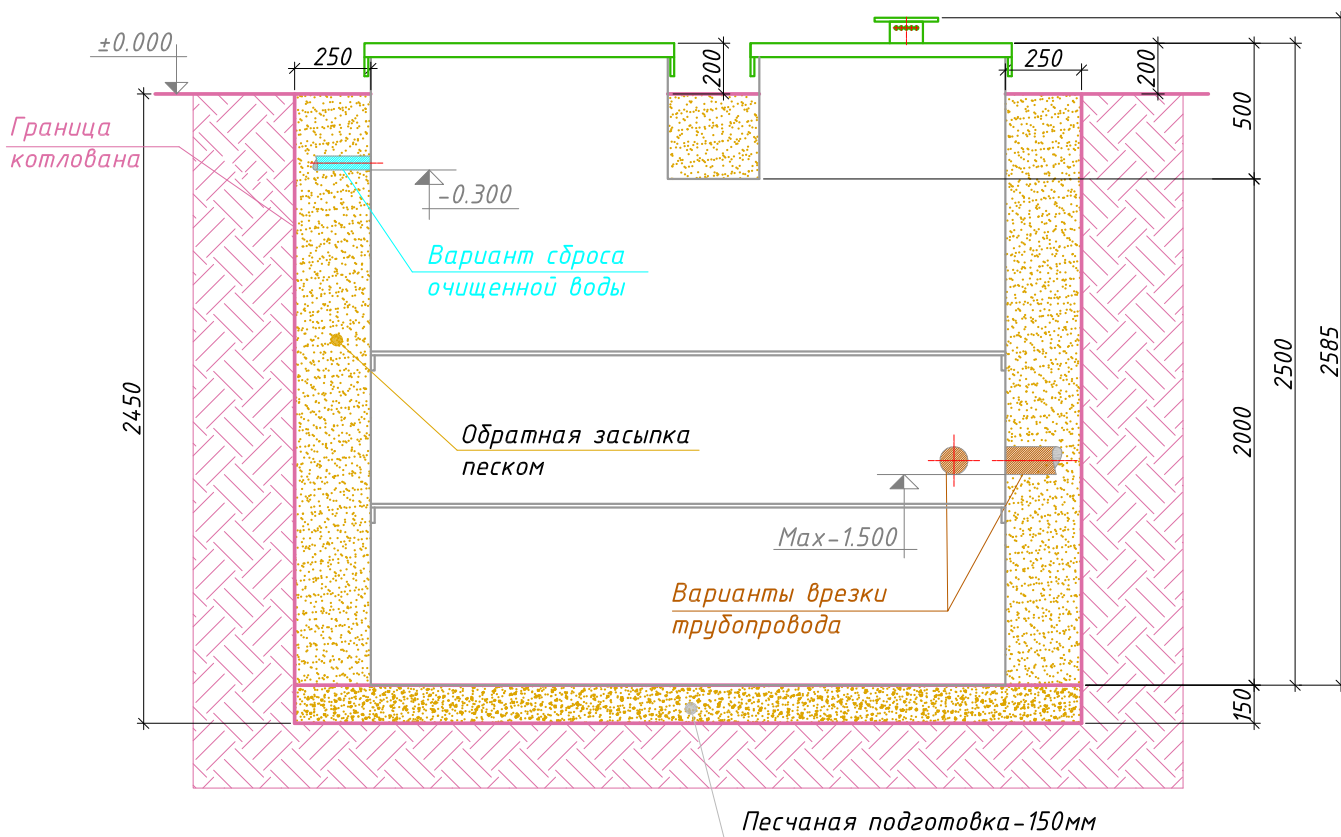 ±0.000
250
200
250
200
500
Граница
котлована
-0.300
Вариант сброса
очищенной воды
2450
2500
2585
2000
Обратная засыпка
песком
Max-1.500
Варианты врезки
трубопровода
150
Песчаная подготовка-150мм